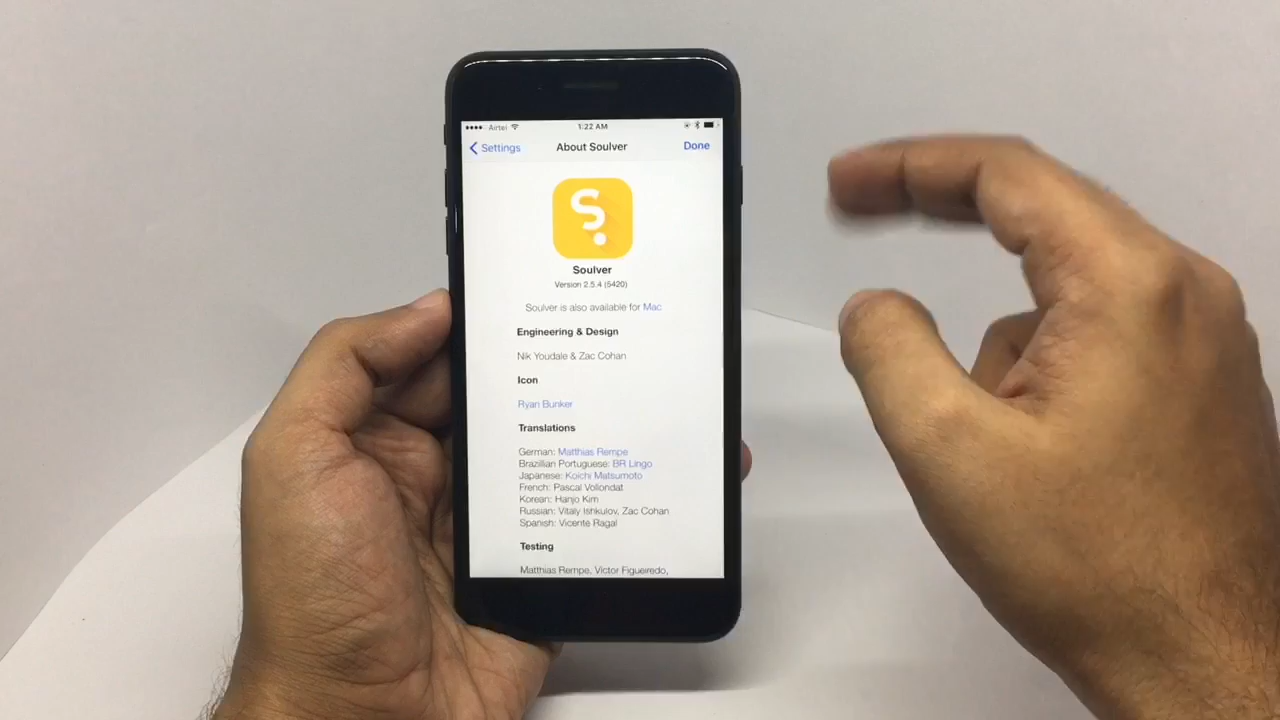 Airtel 1:22 AM
Settings About Soulver Done
S
Soulver
Version 2.5.4 (5420)
Soulver is also available for Mac
Engineering & Design
Nik Youdale & Zac Cohan
Icon
Ryan Bunker
Translations
German: Matthias Rempe
Brazillian Portuguese: BR Lingo
Japanese: Koichi Matsumoto
French: Pascal Vollondat
Korean: Hanjo Kim
Russian: Vitaly Ishkulov, Zac Cohan
Spanish: Vicente Ragal
Testing
Matthias Rempe, Victor Figueiredo,